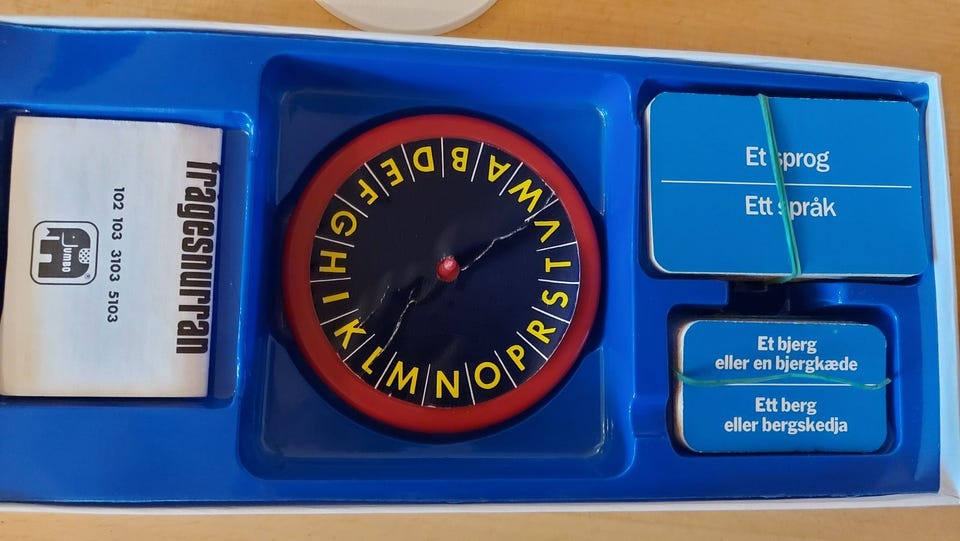 frågesnurran
102 103 3103 5103
JUMBO
®
A B D E F G H I K L M N O P R S T V W
Et sprog
Ett språk
Et bjerg
eller en bjergkæde
Ett berg
eller bergskedja